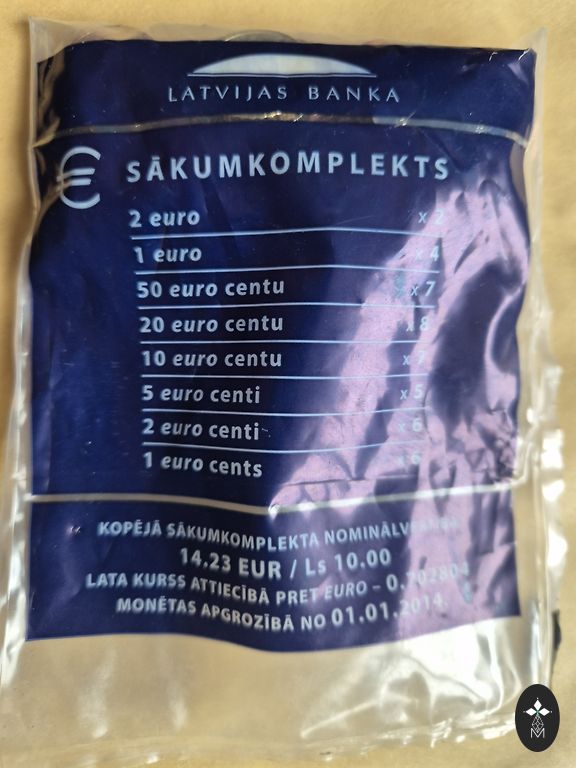 LATVIJAS BANKA
€ SĀKUMKOMPLEKTS
2 euro x 2
1 euro x 4
50 euro centu x 7
20 euro centu x 8
10 euro centu x 7
5 euro centi x 5
2 euro centi x 6
1 euro cents x 6
KOPĒJĀ SĀKUMKOMPLEKTA NOMINĀLVĒRTĪBA
14.23 EUR / Ls 10.00
LATA KURSS ATTIECĪBĀ PRET EURO – 0.702804
MONĒTAS APGROZĪBĀ NO 01.01.2014.
M